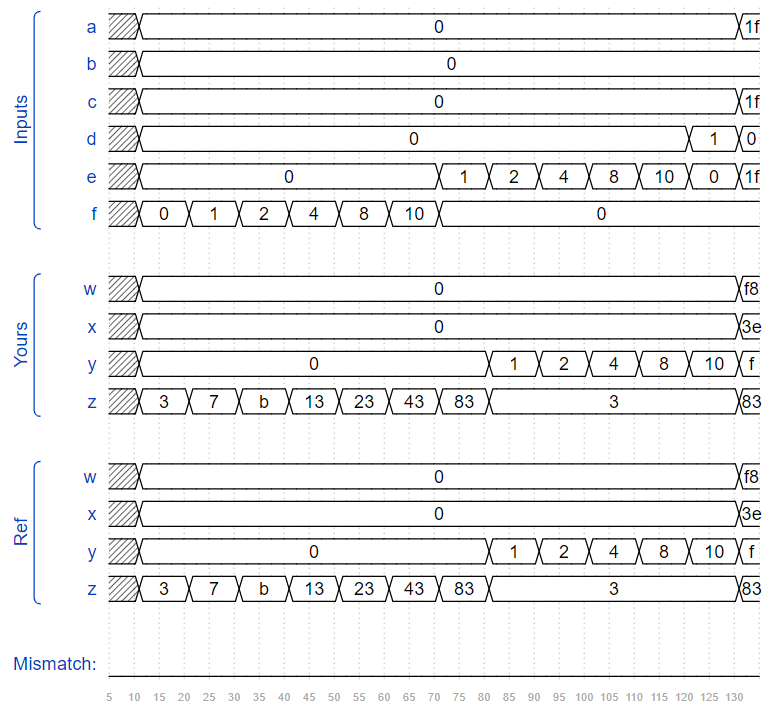 Inputs
a 0 1f
b 0
c 0 1f
d 0 1 0
e 0 1 2 4 8 10 0 1f
f 0 1 2 4 8 10 0
Yours
w 0 f8
x 0 3e
y 0 1 2 4 8 10 f
z 3 7 b 13 23 43 83 3 83
Ref
w 0 f8
x 0 3e
y 0 1 2 4 8 10 f
z 3 7 b 13 23 43 83 3 83
Mismatch:
5 10 15 20 25 30 35 40 45 50 55 60 65 70 75 80 85 90 95 100 105 110 115 120 125 130